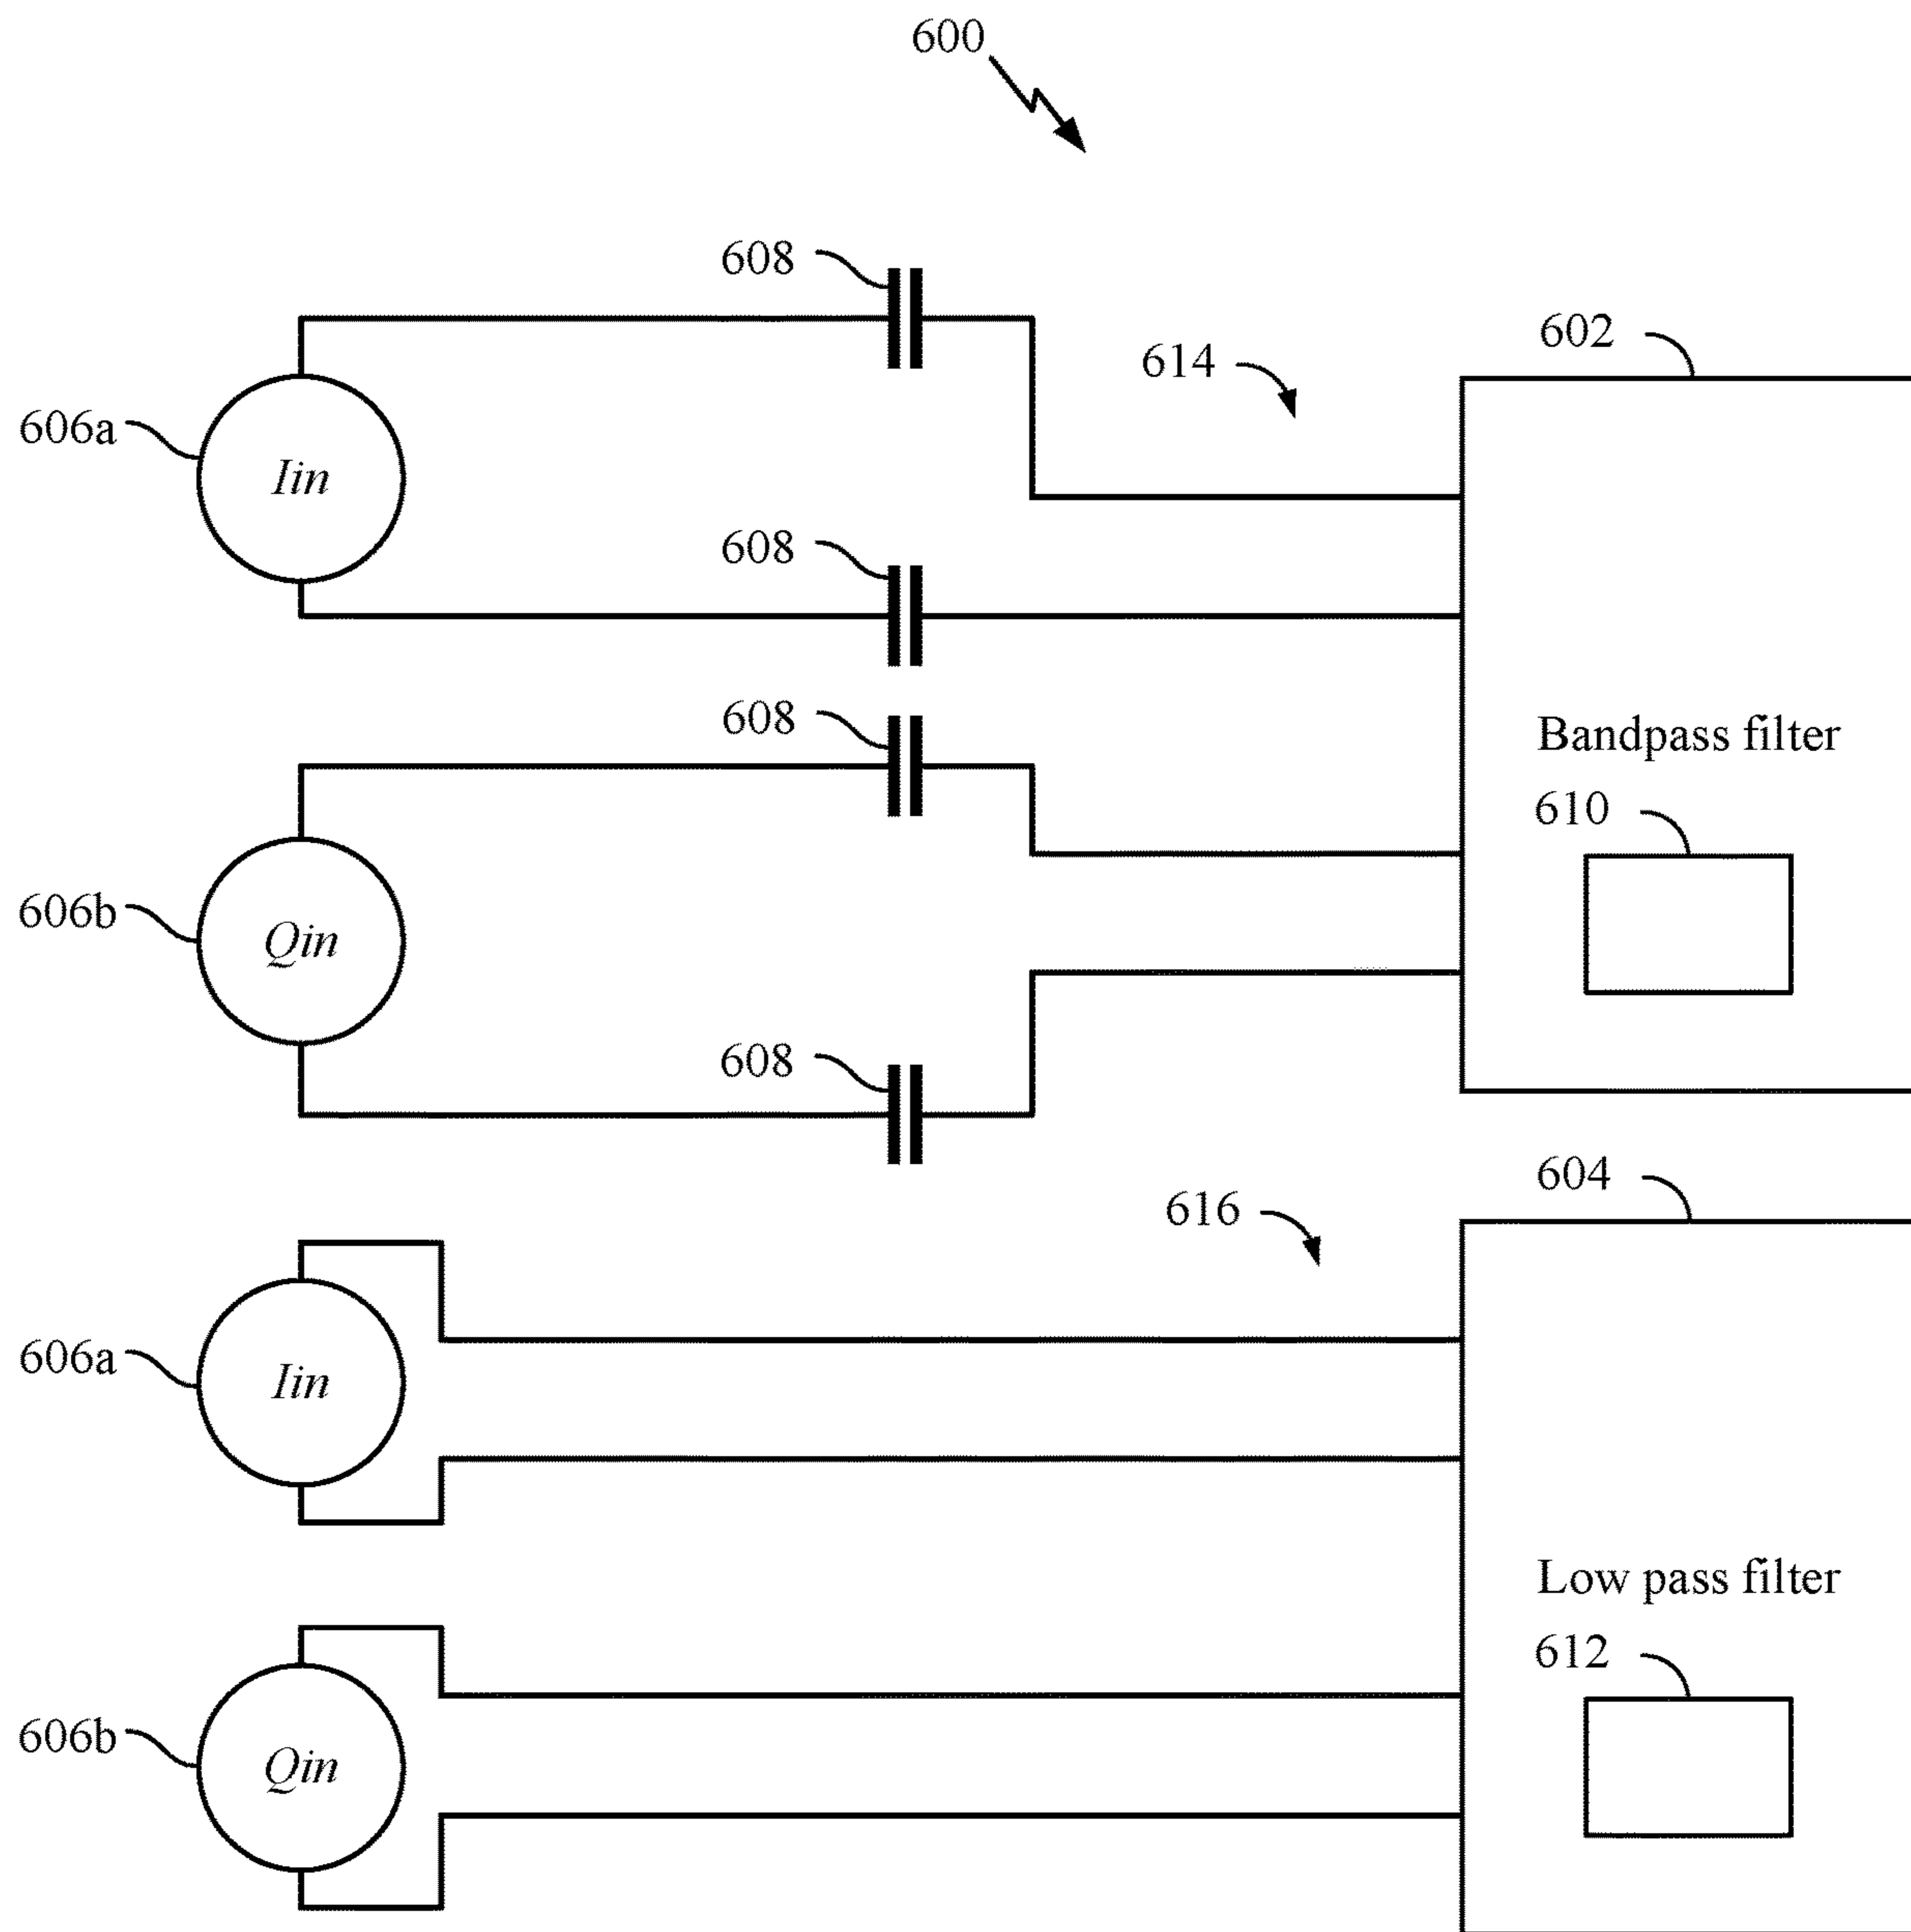 600
608
614
602
606a
Iin
608
608
Bandpass filter
610
606b
Qin
608
604
616
606a
Iin
Low pass filter
612
606b
Qin